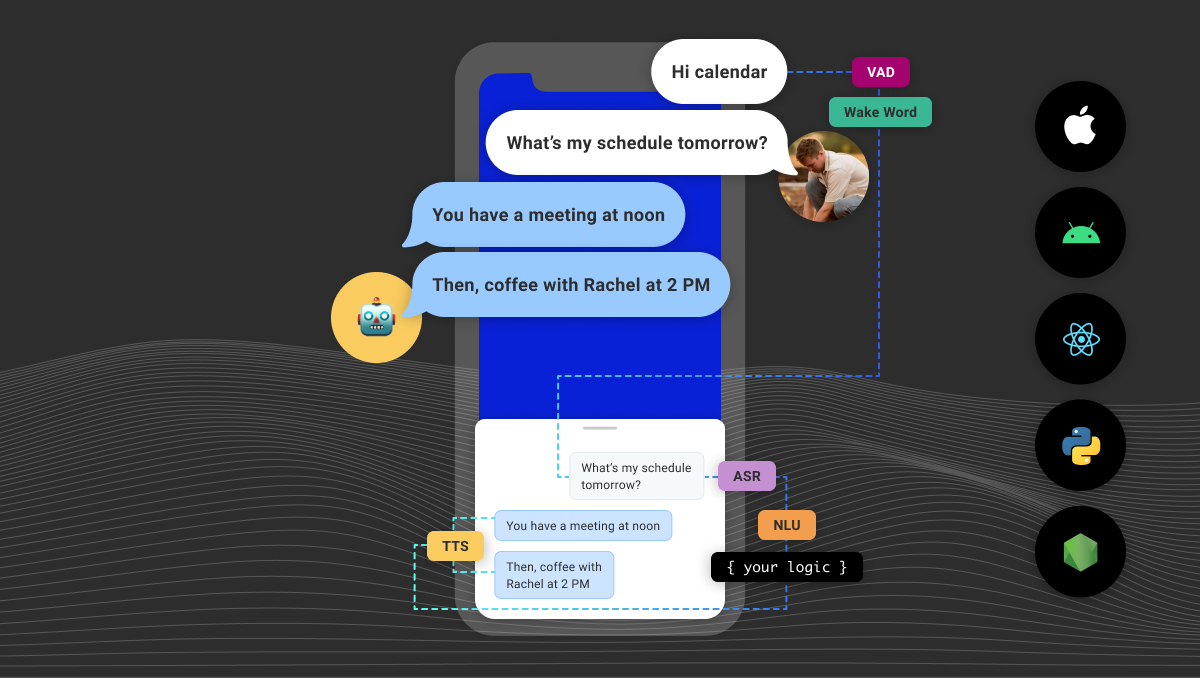 Hi calendar
VAD
Wake Word
What’s my schedule tomorrow?
You have a meeting at noon
Then, coffee with Rachel at 2 PM
What’s my schedule
tomorrow?
ASR
You have a meeting at noon
NLU
TTS
Then, coffee with
Rachel at 2 PM
{ your logic }